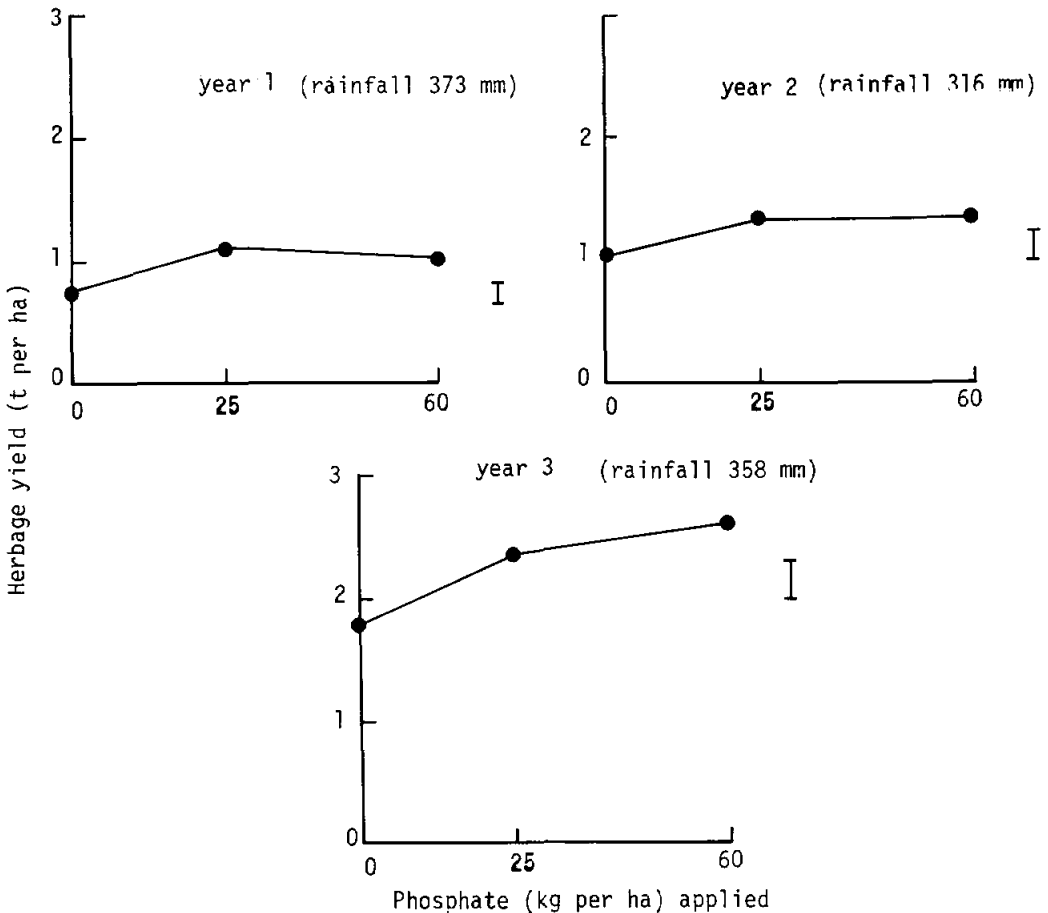 3
year 1 (rainfall 373 mm)
2
1
0
0 25 60
year 2 (rainfall 316 mm)
2
1
0
0 25 60
Herbage yield (t per ha)
year 3 (rainfall 358 mm)
3
2
1
0
0 25 60
Phosphate (kg per ha) applied